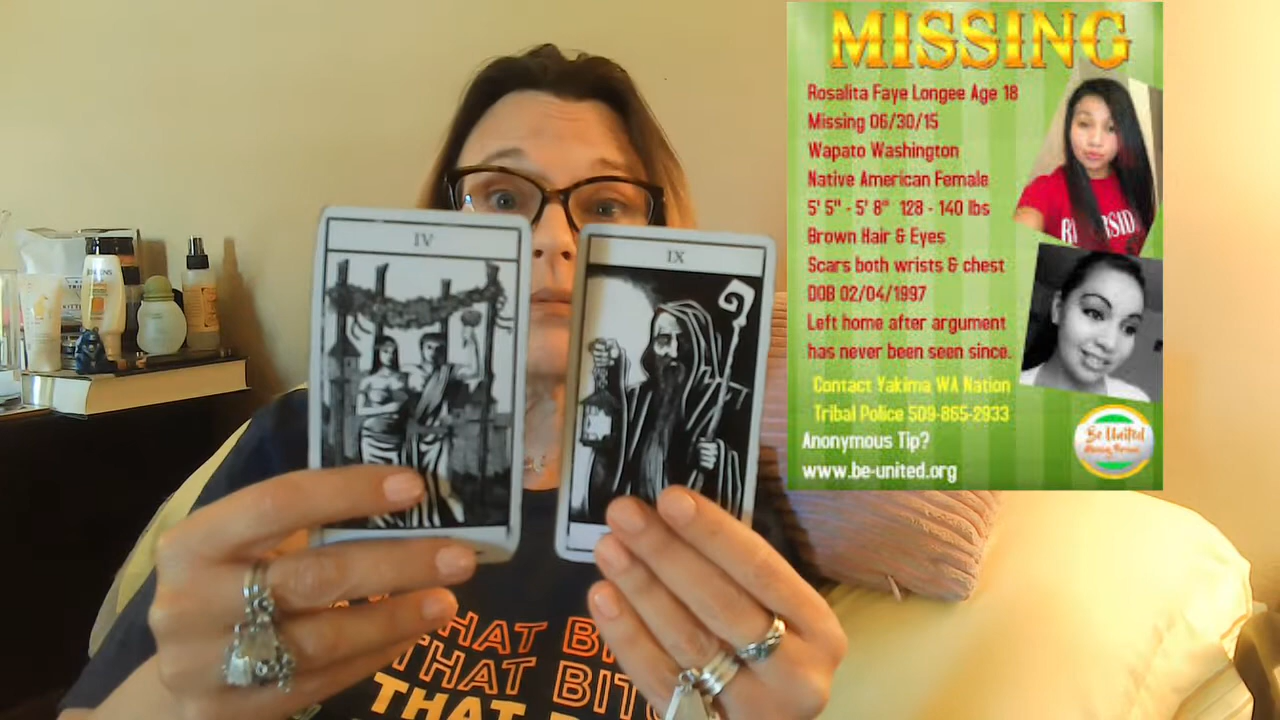 MISSING
Rosalita Faye Longee Age 18
Missing 06/30/15
Wapato Washington
Native American Female
5' 5" - 5' 8" 128 - 140 lbs
Brown Hair & Eyes
Scars both wrists & chest
DOB 02/04/1997
Left home after argument
has never been seen since.
Contact Yakima WA Nation
Tribal Police 509-865-2933
Anonymous Tip?
www.be-united.org
Be United
IV
IX
THAT
THAT
THAT